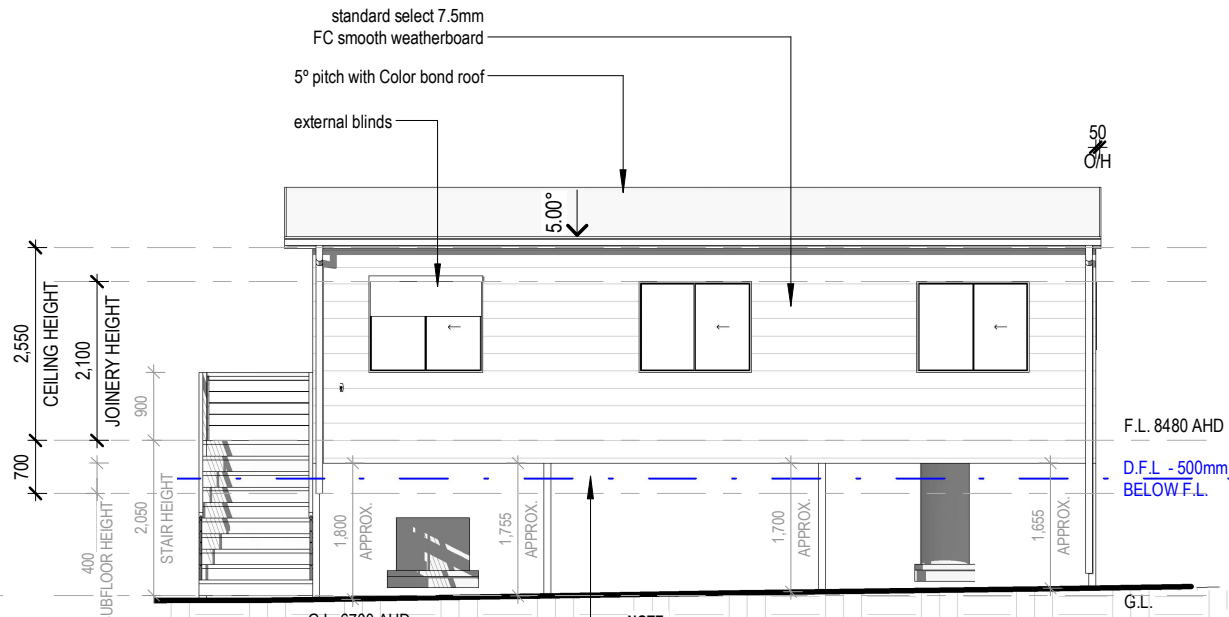 standard select 7.5mm
FC smooth weatherboard
5º pitch with Color bond roof
external blinds
50
O/H
5.00°
2,550
CEILING HEIGHT
2,100
JOINERY HEIGHT
900
700
400
2,050
STAIR HEIGHT
1,800
APPROX.
1,755
APPROX.
1,700
APPROX.
1,655
APPROX.
F.L. 8480 AHD
D.F.L - 500mm
BELOW F.L.
G.L.